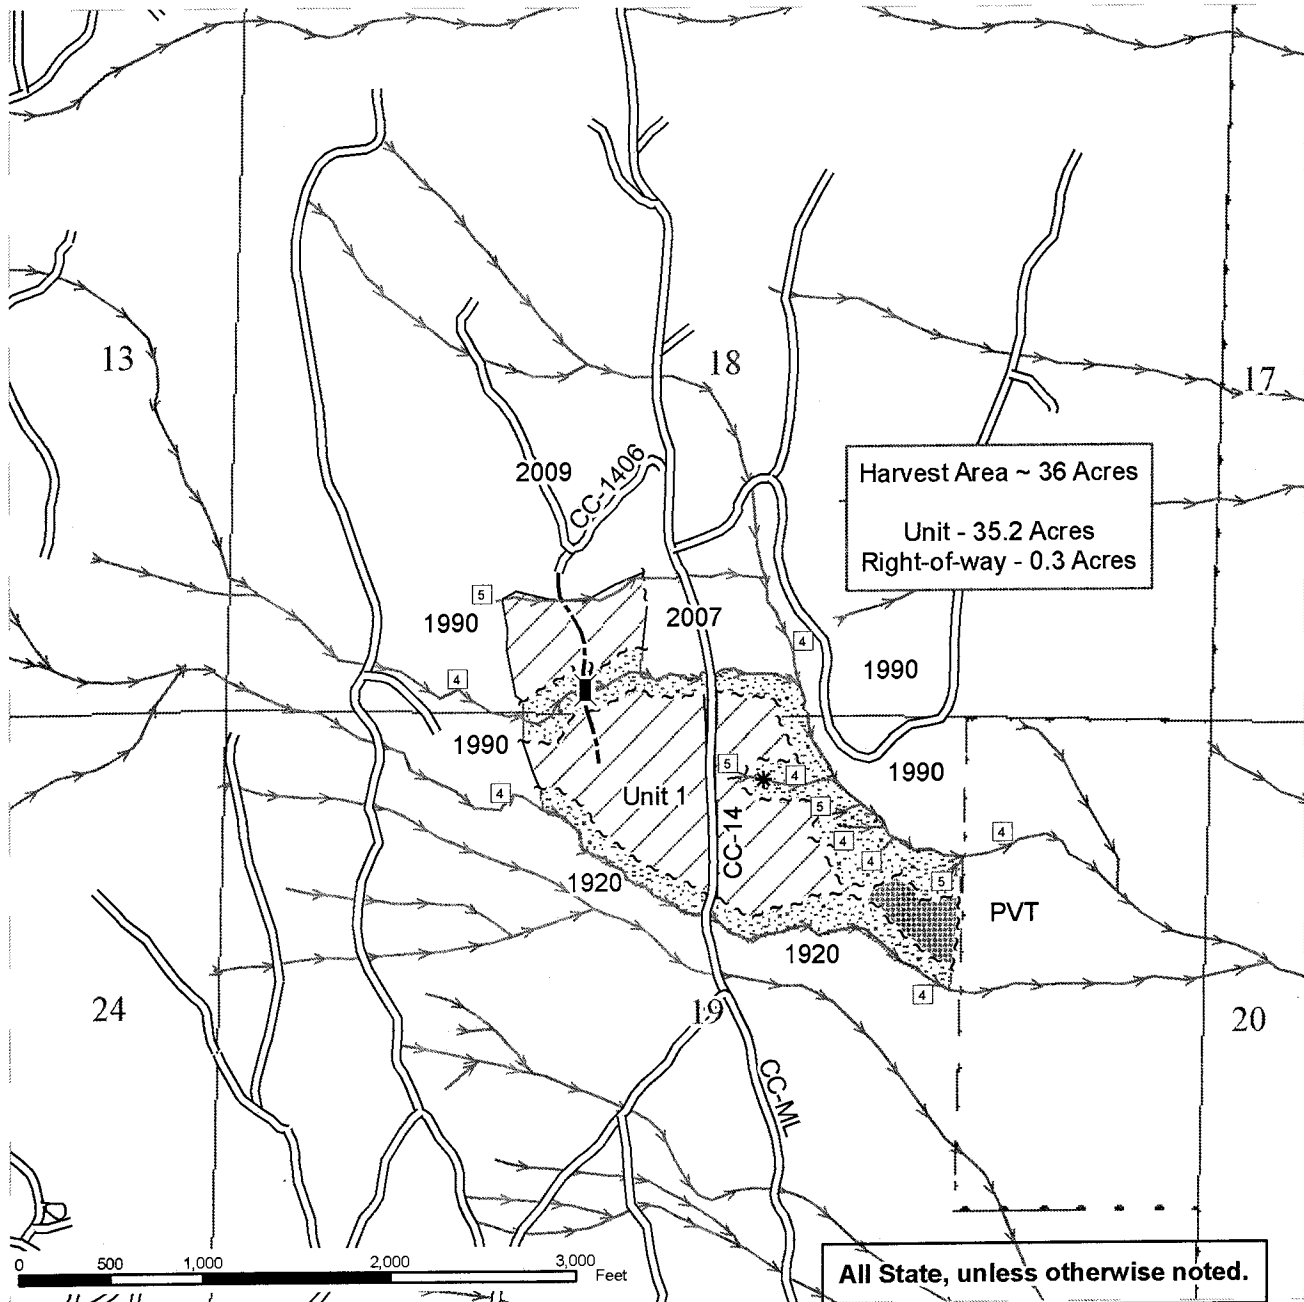 13
18
17
2009
CC-1406
Harvest Area ~ 36 Acres
Unit - 35.2 Acres
Right-of-way - 0.3 Acres
5
1990
2007
4
4
1990
1990
5
4
1990
4
Unit 1
5
4
CC-14
4
4
1920
5
PVT
1920
4
24
19
20
CC-ML
0 500 1,000 2,000 3,000
Feet
All State, unless otherwise noted.